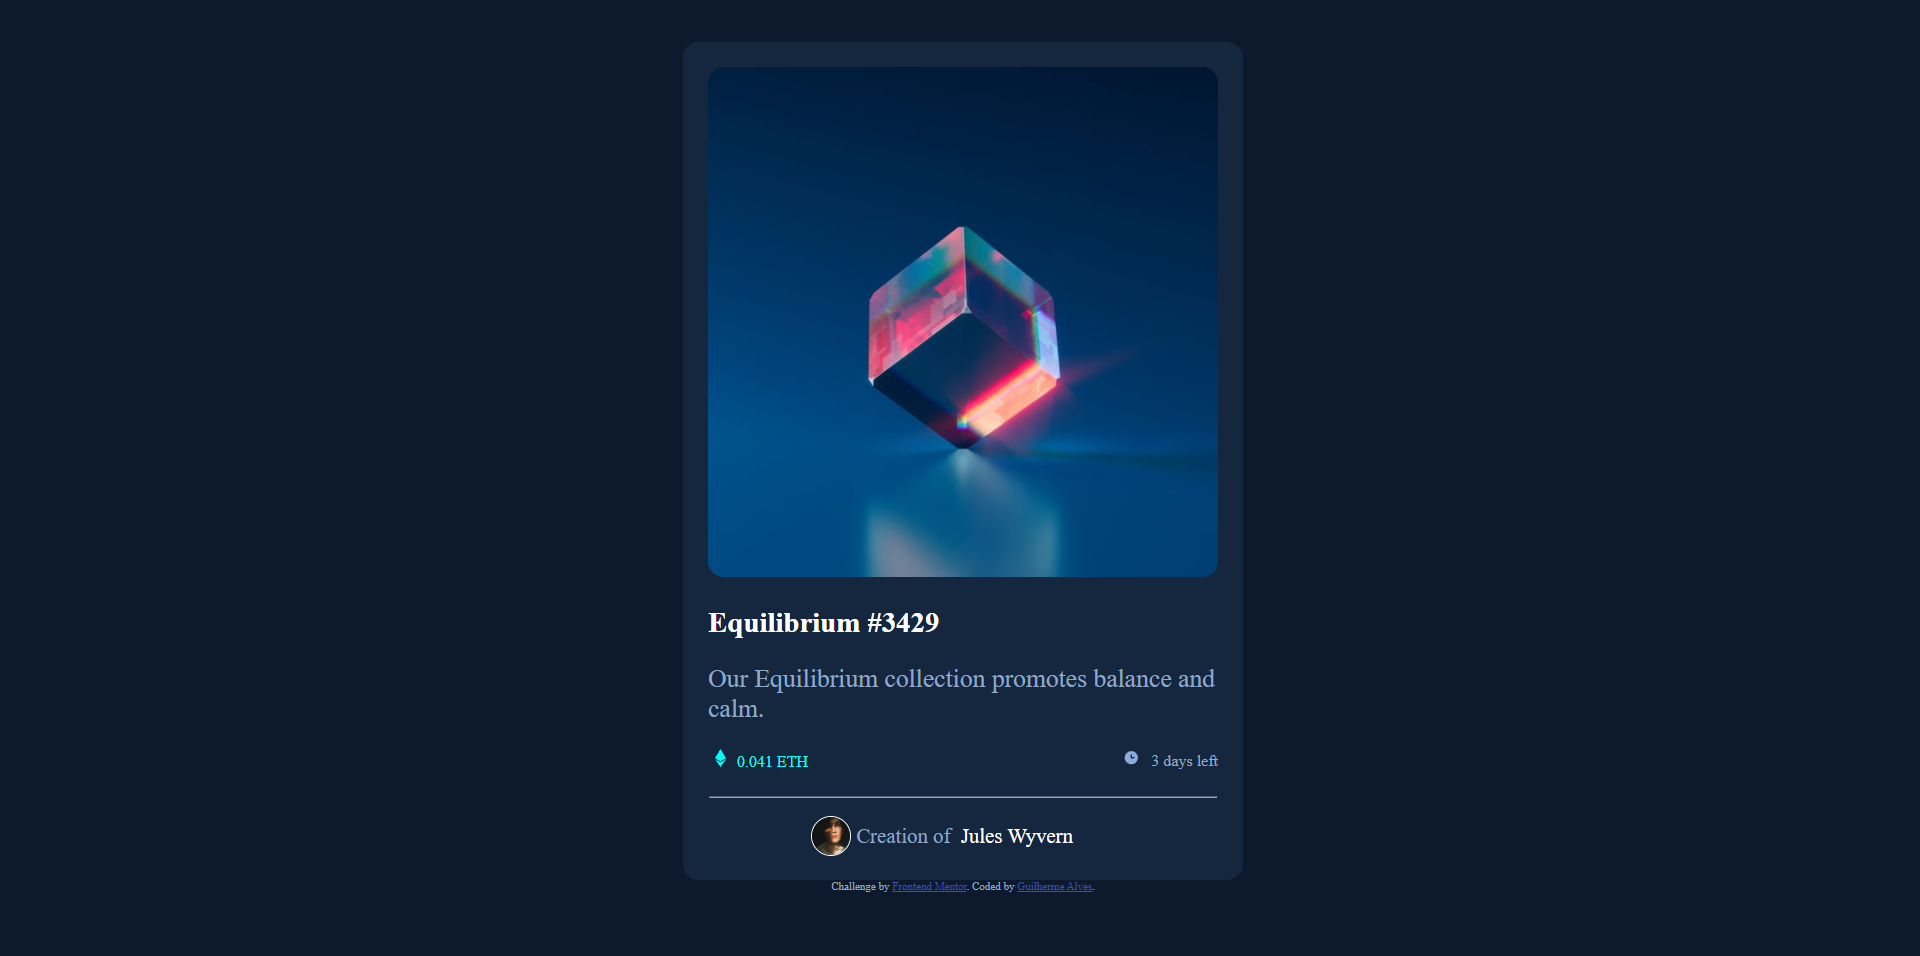 Equilibrium #3429
Our Equilibrium collection promotes balance and
calm.
0.041 ETH
3 days left
Creation of Jules Wyvern
Challenge by Frontend Mentor. Coded by Guilherme Alves.